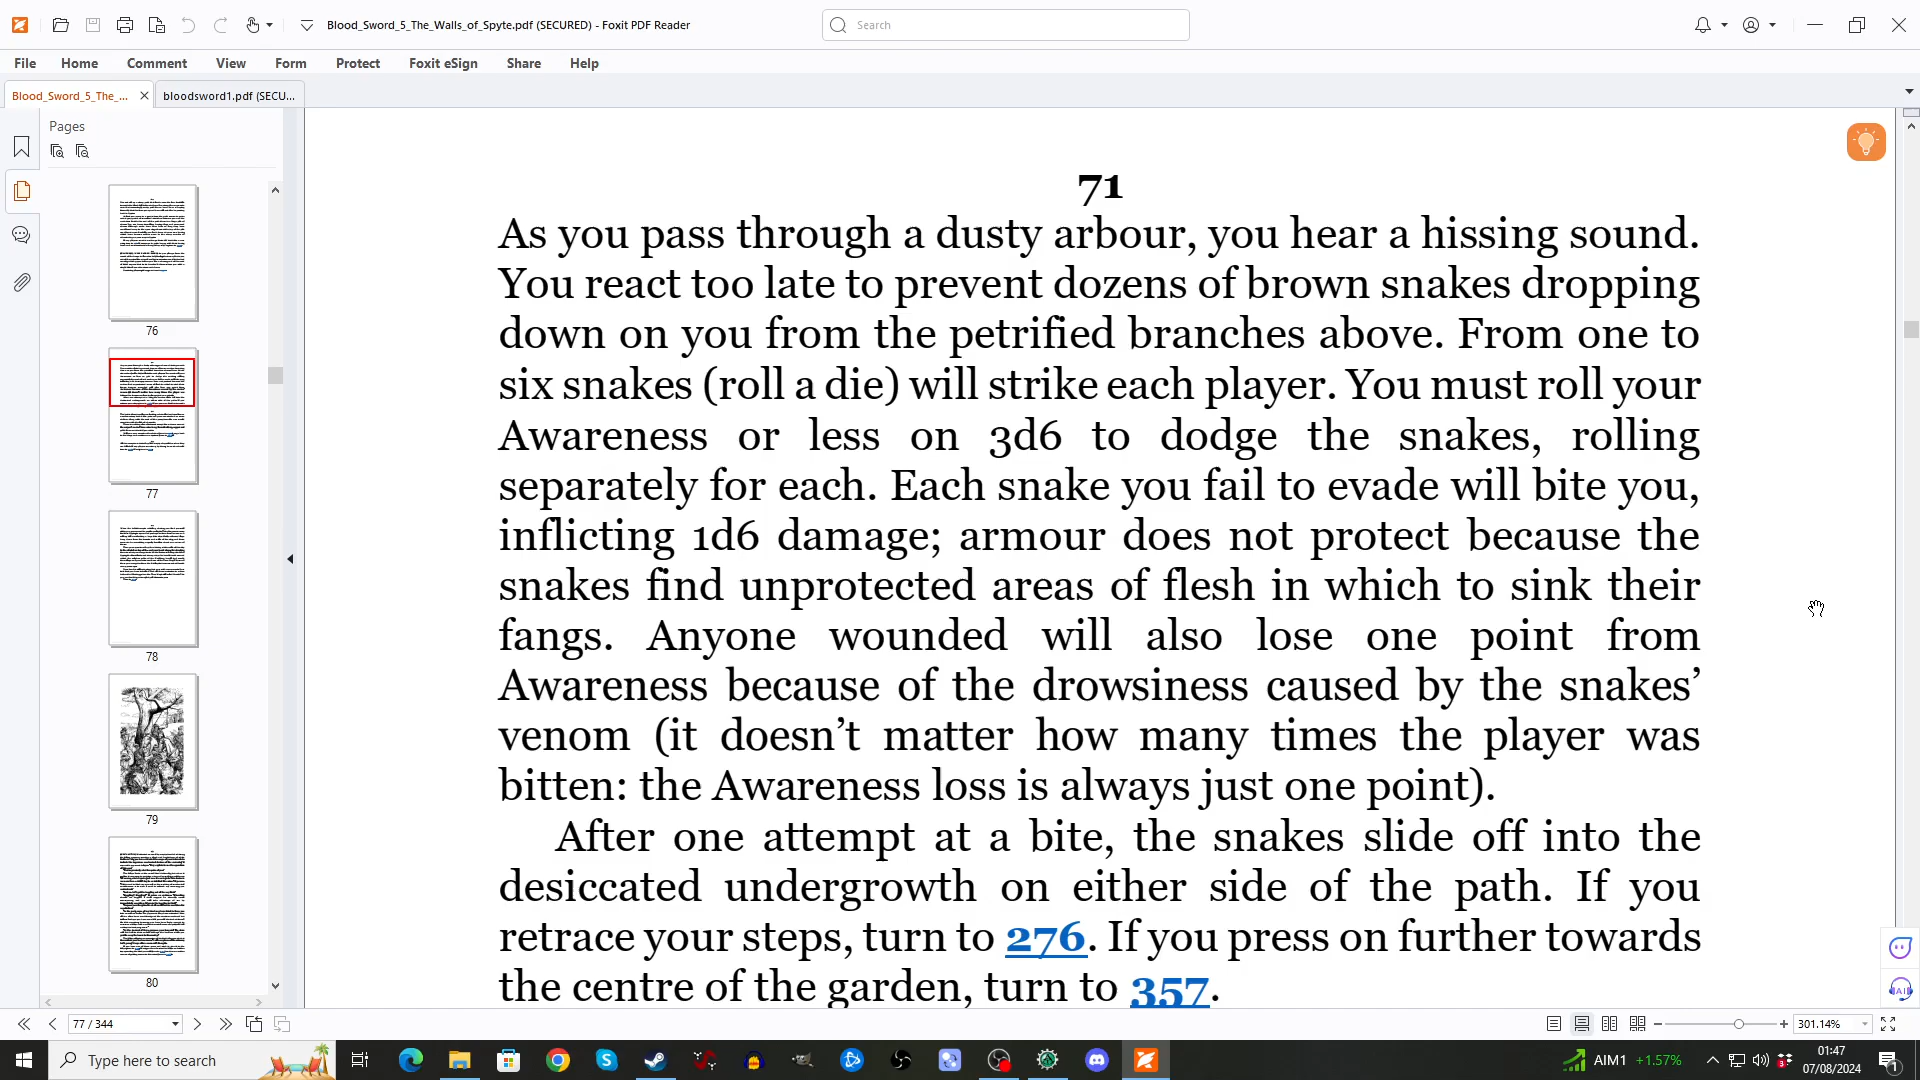 Blood_Sword_5_The_Walls_of_Spyte.pdf (SECURED) - Foxit PDF Reader
Search
File Home Comment View Form Protect Foxit eSign Share Help
Blood_Sword_5_The_... bloodsword1.pdf (SECU...
Pages
76
77
78
79
80
71
As you pass through a dusty arbour, you hear a hissing sound.
You react too late to prevent dozens of brown snakes dropping
down on you from the petrified branches above. From one to
six snakes (roll a die) will strike each player. You must roll your
Awareness or less on 3d6 to dodge the snakes, rolling
separately for each. Each snake you fail to evade will bite you,
inflicting 1d6 damage; armour does not protect because the
snakes find unprotected areas of flesh in which to sink their
fangs. Anyone wounded will also lose one point from
Awareness because of the drowsiness caused by the snakes’
venom (it doesn’t matter how many times the player was
bitten: the Awareness loss is always just one point).
After one attempt at a bite, the snakes slide off into the
desiccated undergrowth on either side of the path. If you
retrace your steps, turn to 276. If you press on further towards
the centre of the garden, turn to 357.
77 / 344
301.14%
Type here to search
AIM1 +1.57%
01:47
07/08/2024